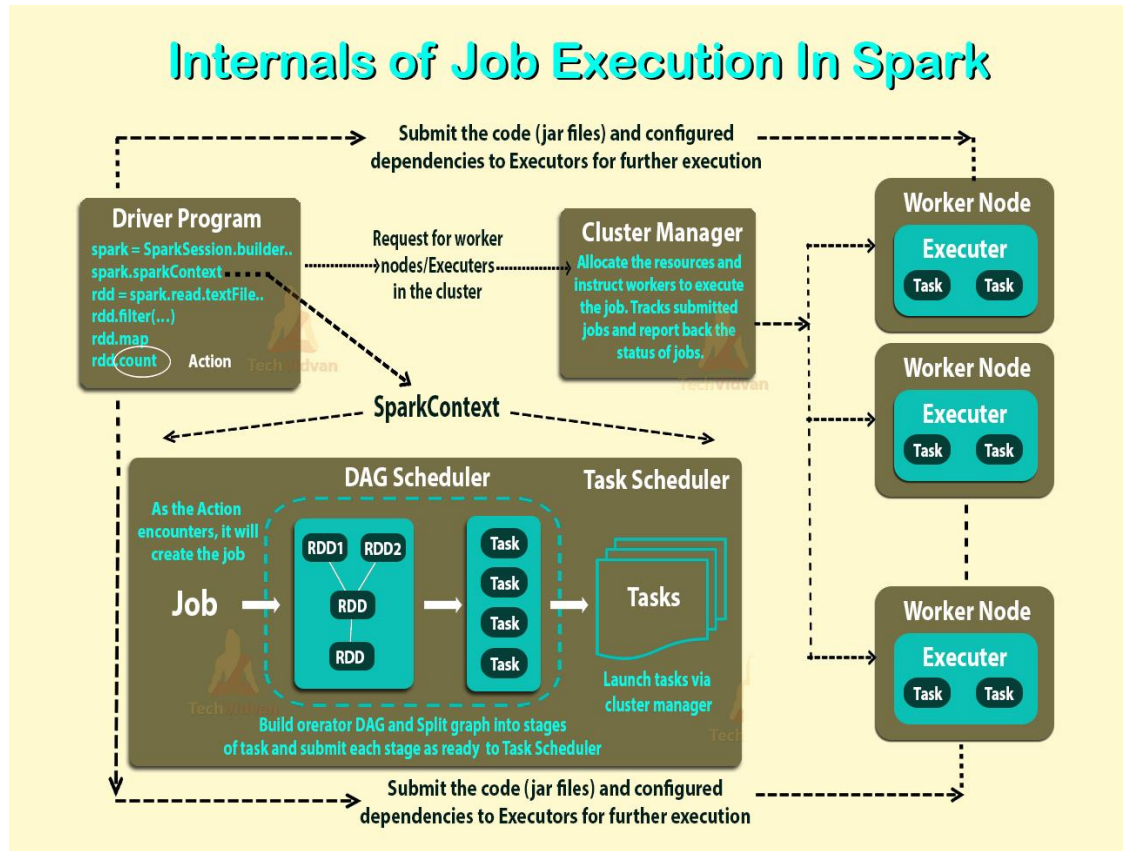 Internals of Job Execution In Spark
Submit the code (jar files) and configured
dependencies to Executors for further execution
Driver Program
spark = SparkSession.builder..
spark.sparkContext
rdd = spark.read.textFile..
rdd.filter(...)
rdd.map
rdd.count
Action
Request for worker
nodes/Executers
in the cluster
Cluster Manager
Allocate the resources and
instruct workers to execute
the job. Tracks submitted
jobs and report back the
status of jobs.
Worker Node
Executer
Task
Task
Worker Node
Executer
Task
Task
Worker Node
Executer
Task
Task
TechVidvan
TechVidvan
SparkContext
DAG Scheduler
Task Scheduler
As the Action
encounters, it will
create the job
Job
RDD1
RDD2
RDD
RDD
Task
Task
Task
Task
Tasks
Launch tasks via
cluster manager
TechVidvan
Tech
Build orerator DAG and Split graph into stages
of task and submit each stage as ready to Task Scheduler
Submit the code (jar files) and configured
dependencies to Executors for further execution